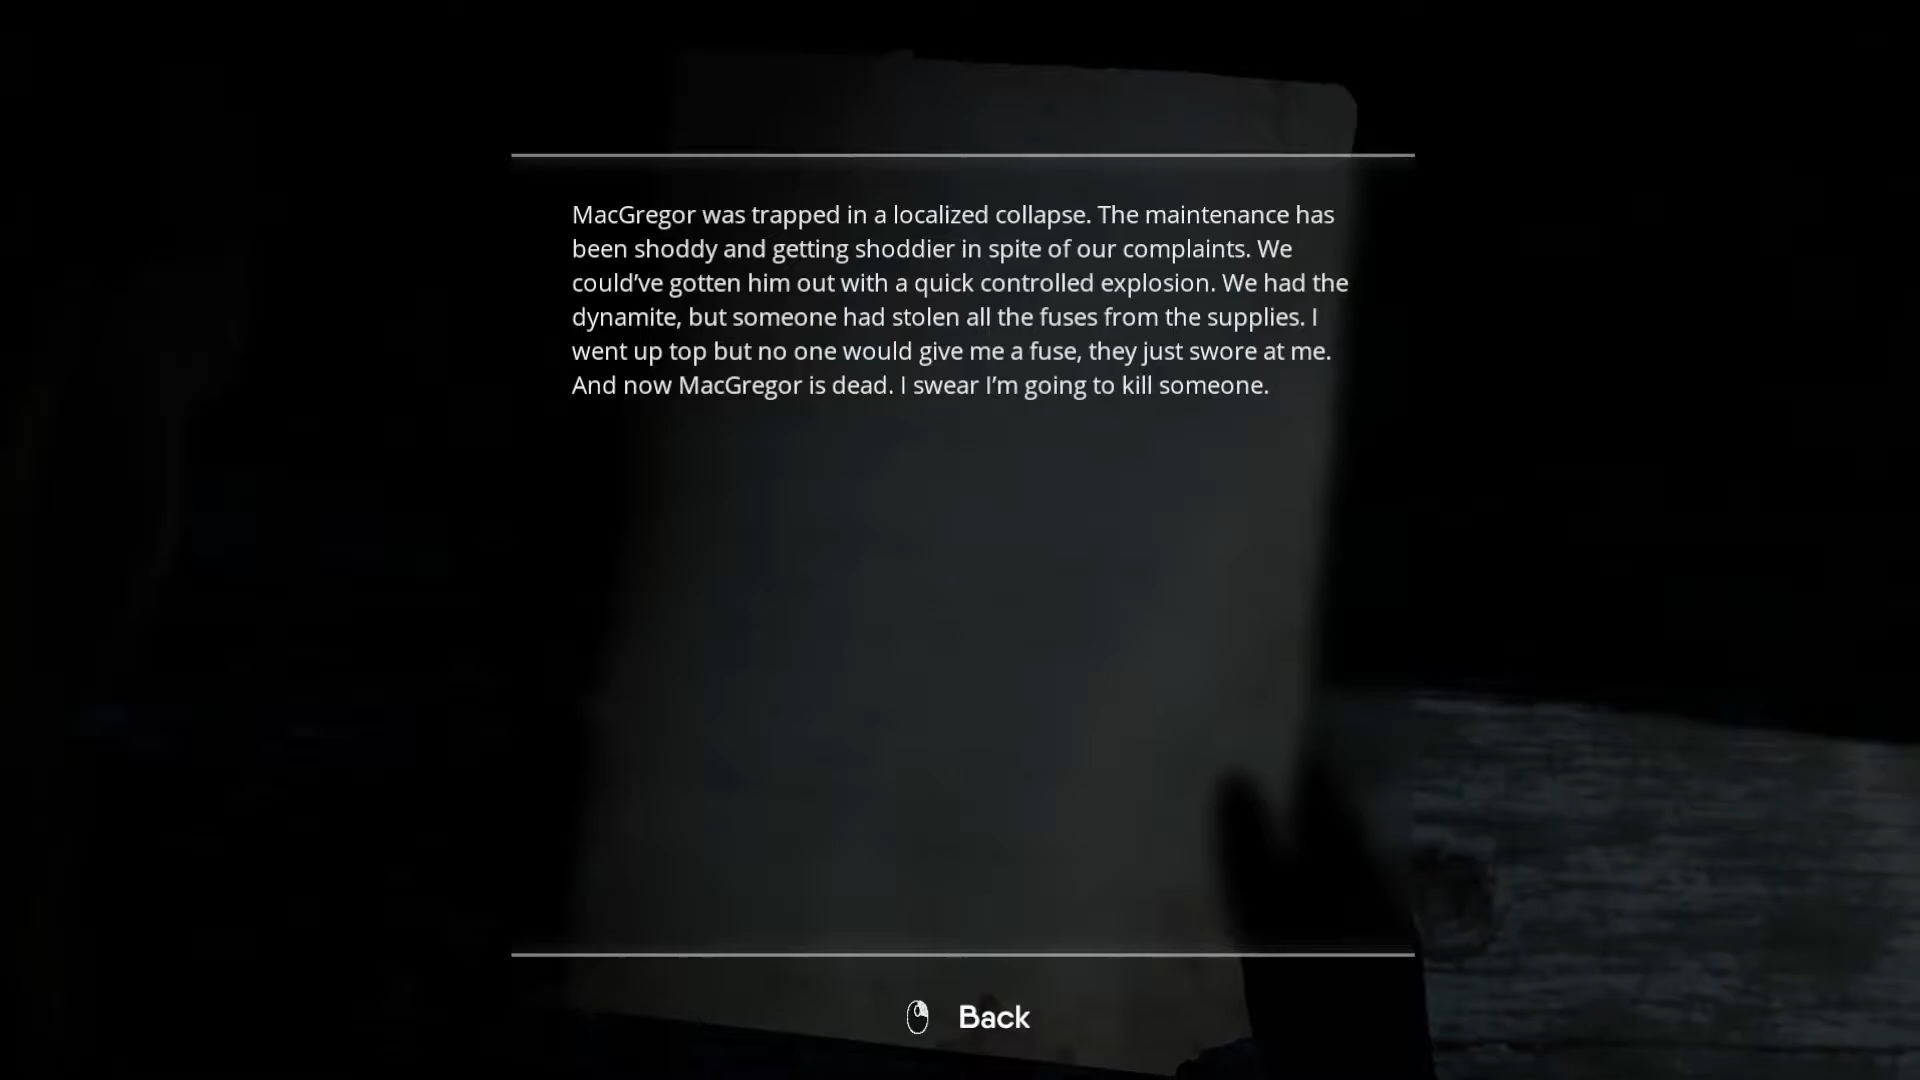 MacGregor was trapped in a localized collapse. The maintenance has
been shoddy and getting shoddier in spite of our complaints. We
could’ve gotten him out with a quick controlled explosion. We had the
dynamite, but someone had stolen all the fuses from the supplies. I
went up top but no one would give me a fuse, they just swore at me.
And now MacGregor is dead. I swear I’m going to kill someone.
Back